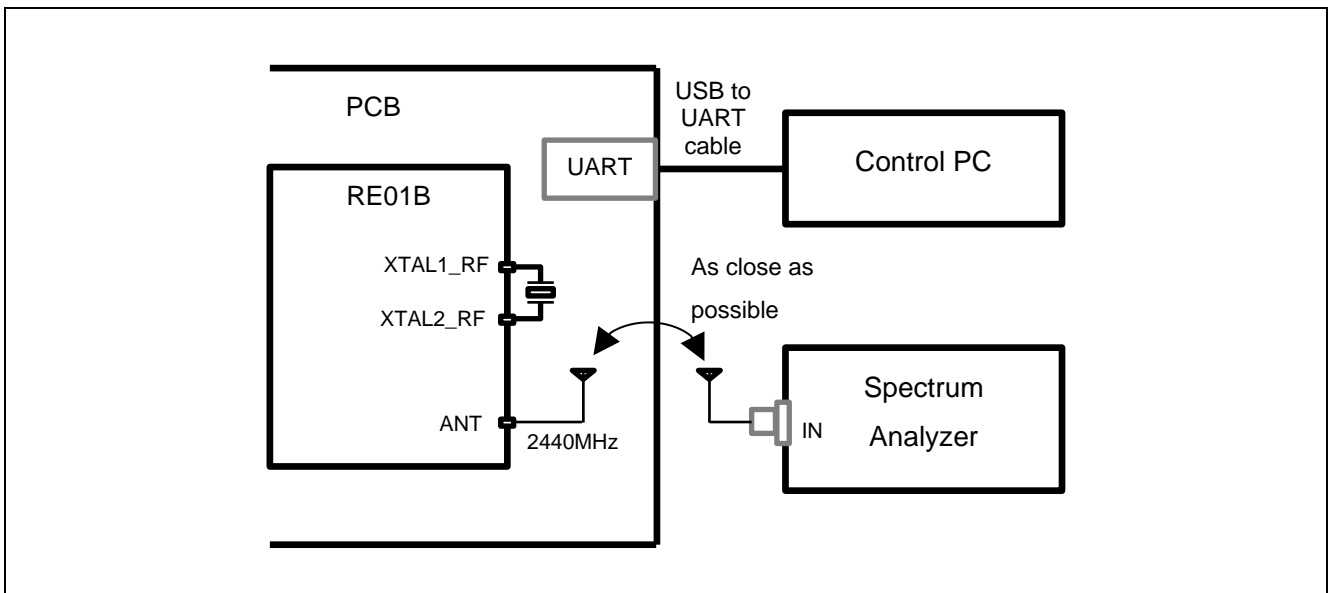 PCB
RE01B
XTAL1_RF
XTAL2_RF
ANT
2440MHz
UART
USB to
UART
cable
Control PC
As close as
possible
IN
Spectrum
Analyzer